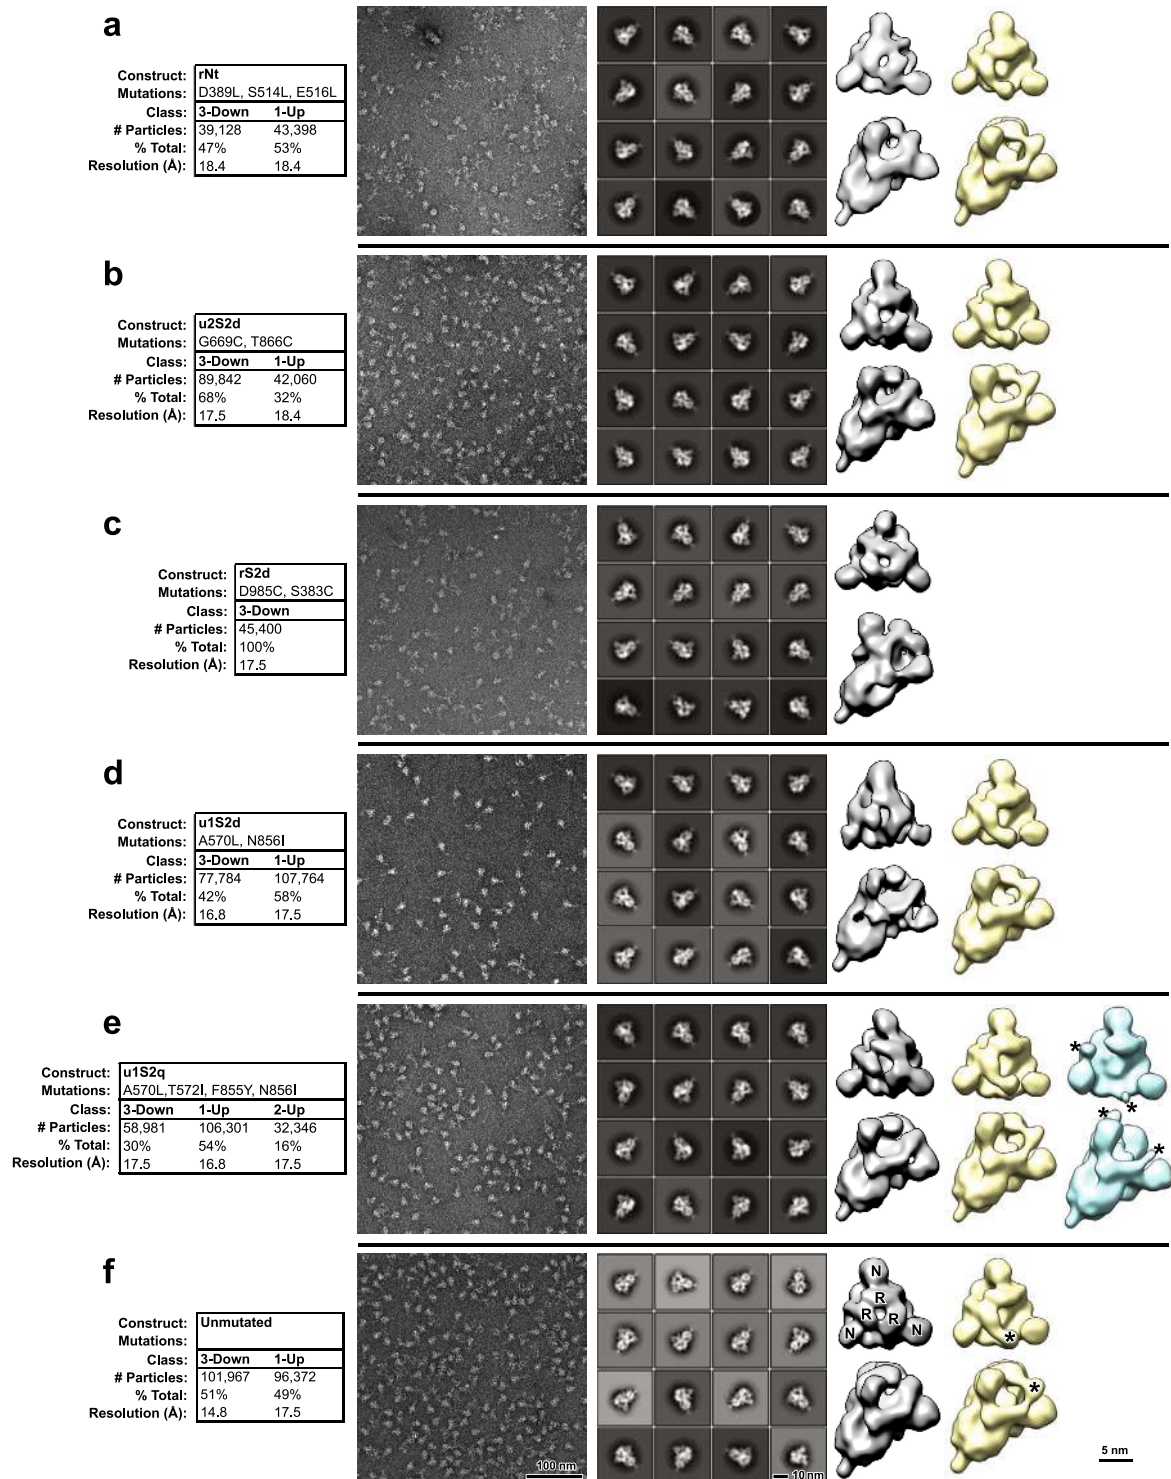 a
Construct: rNt
Mutations: D389L, S514L, E516L
Class: 3-Down 1-Up
# Particles: 39,128 43,398
% Total: 47% 53%
Resolution (Å): 18.4 18.4
b
Construct: u2S2d
Mutations: G669C, T866C
Class: 3-Down 1-Up
# Particles: 89,842 42,060
% Total: 68% 32%
Resolution (Å): 17.5 18.4
c
Construct: rS2d
Mutations: D985C, S383C
Class: 3-Down
# Particles: 45,400
% Total: 100%
Resolution (Å): 17.5
d
Construct: u1S2d
Mutations: A570L, N856I
Class: 3-Down 1-Up
# Particles: 77,784 107,764
% Total: 42% 58%
Resolution (Å): 16.8 17.5
e
Construct: u1S2q
Mutations: A570L,T572I, F855Y, N856I
Class: 3-Down 1-Up 2-Up
# Particles: 58,981 106,301 32,346
% Total: 30% 54% 16%
Resolution (Å): 17.5 16.8 17.5
*
* *
*
f
Construct: Unmutated
Mutations:
Class: 3-Down 1-Up
# Particles: 101,967 96,372
% Total: 51% 49%
Resolution (Å): 14.8 17.5
N
R
R R
N N
*
*
100 nm
10 nm
5 nm